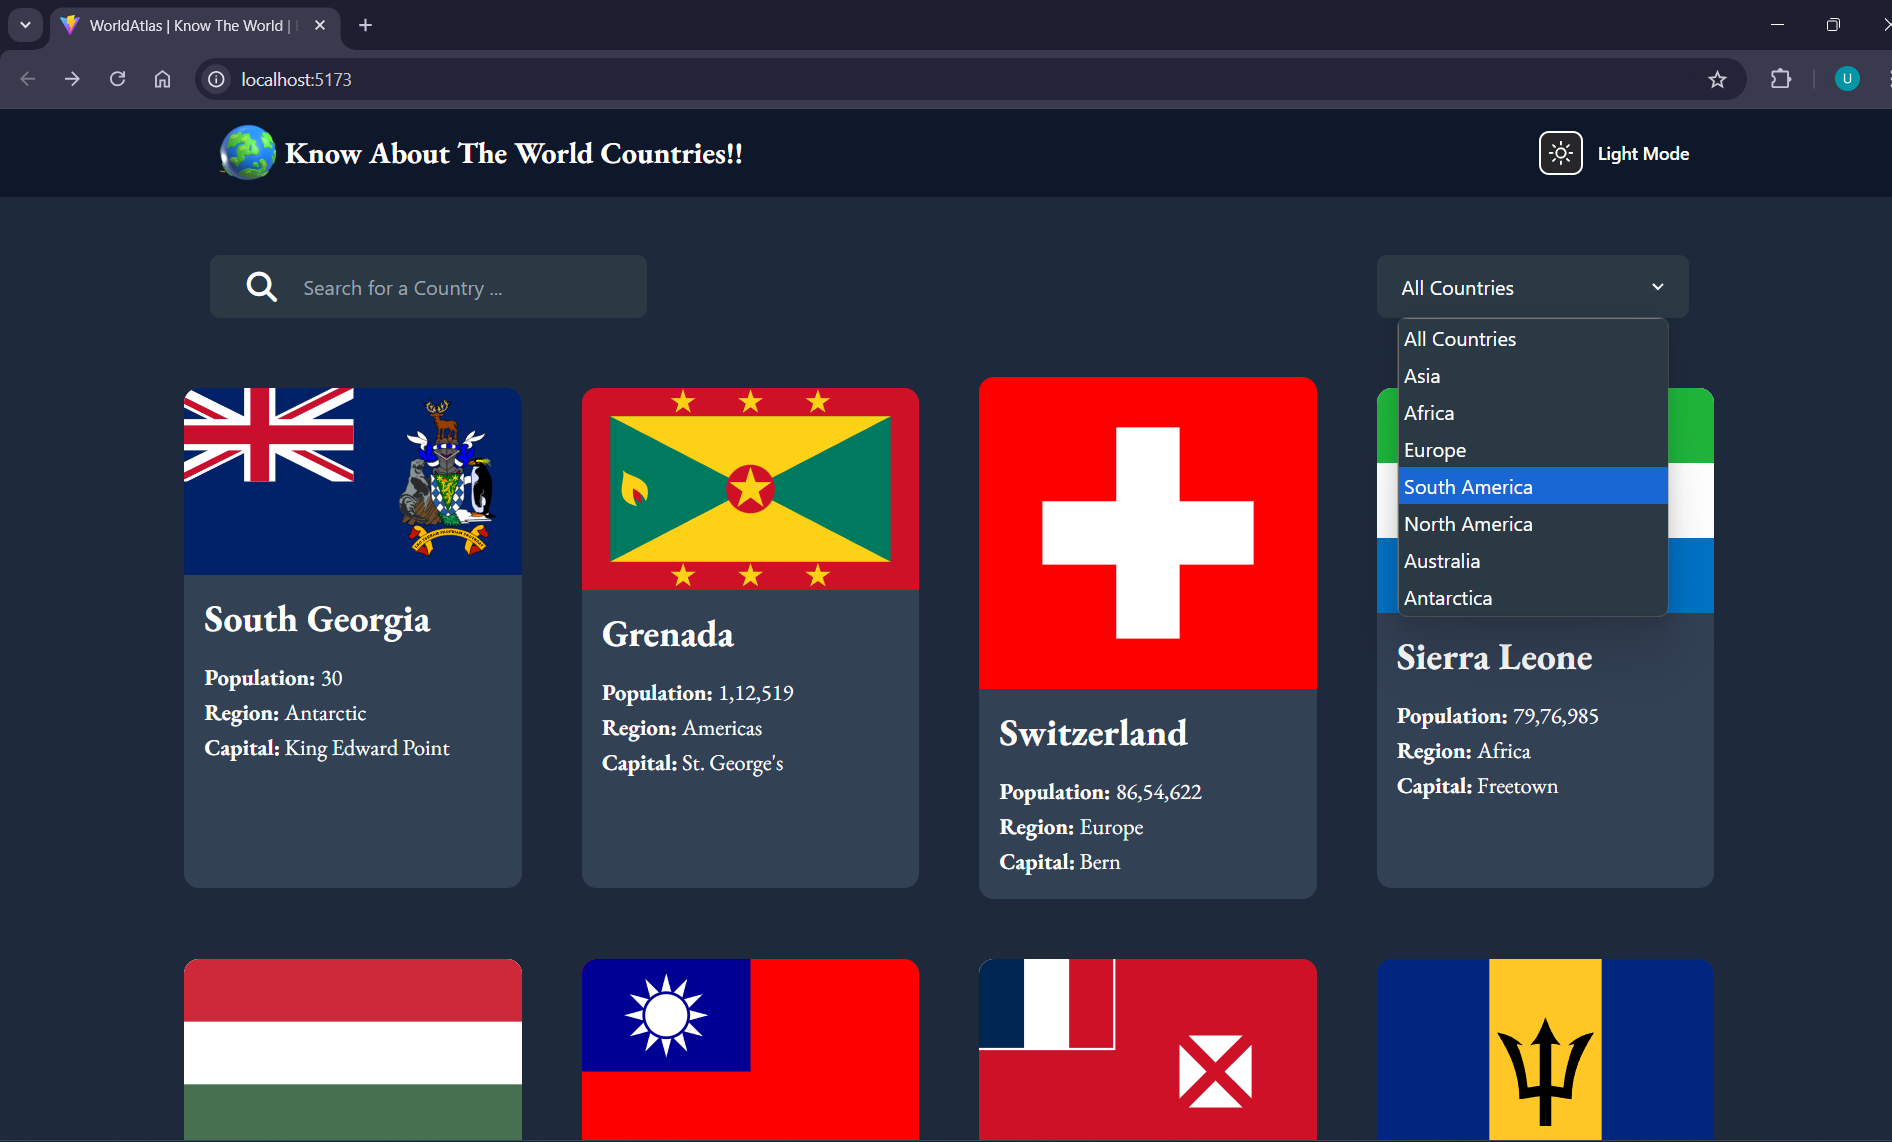 WorldAtlas | Know The World |
localhost:5173
U
Know About The World Countries!!
Light Mode
Search for a Country ...
All Countries
All Countries
Asia
Africa
Europe
South America
North America
Australia
Antarctica
South Georgia
Population: 30
Region: Antarctic
Capital: King Edward Point
Grenada
Population: 1,12,519
Region: Americas
Capital: St. George's
Switzerland
Population: 86,54,622
Region: Europe
Capital: Bern
Sierra Leone
Population: 79,76,985
Region: Africa
Capital: Freetown